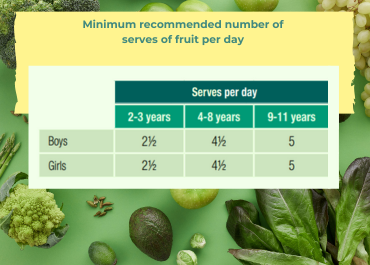 Minimum recommended number of
serves of fruit per day
Serves per day
2-3 years 4-8 years 9-11 years
Boys 2½ 4½ 5
Girls 2½ 4½ 5